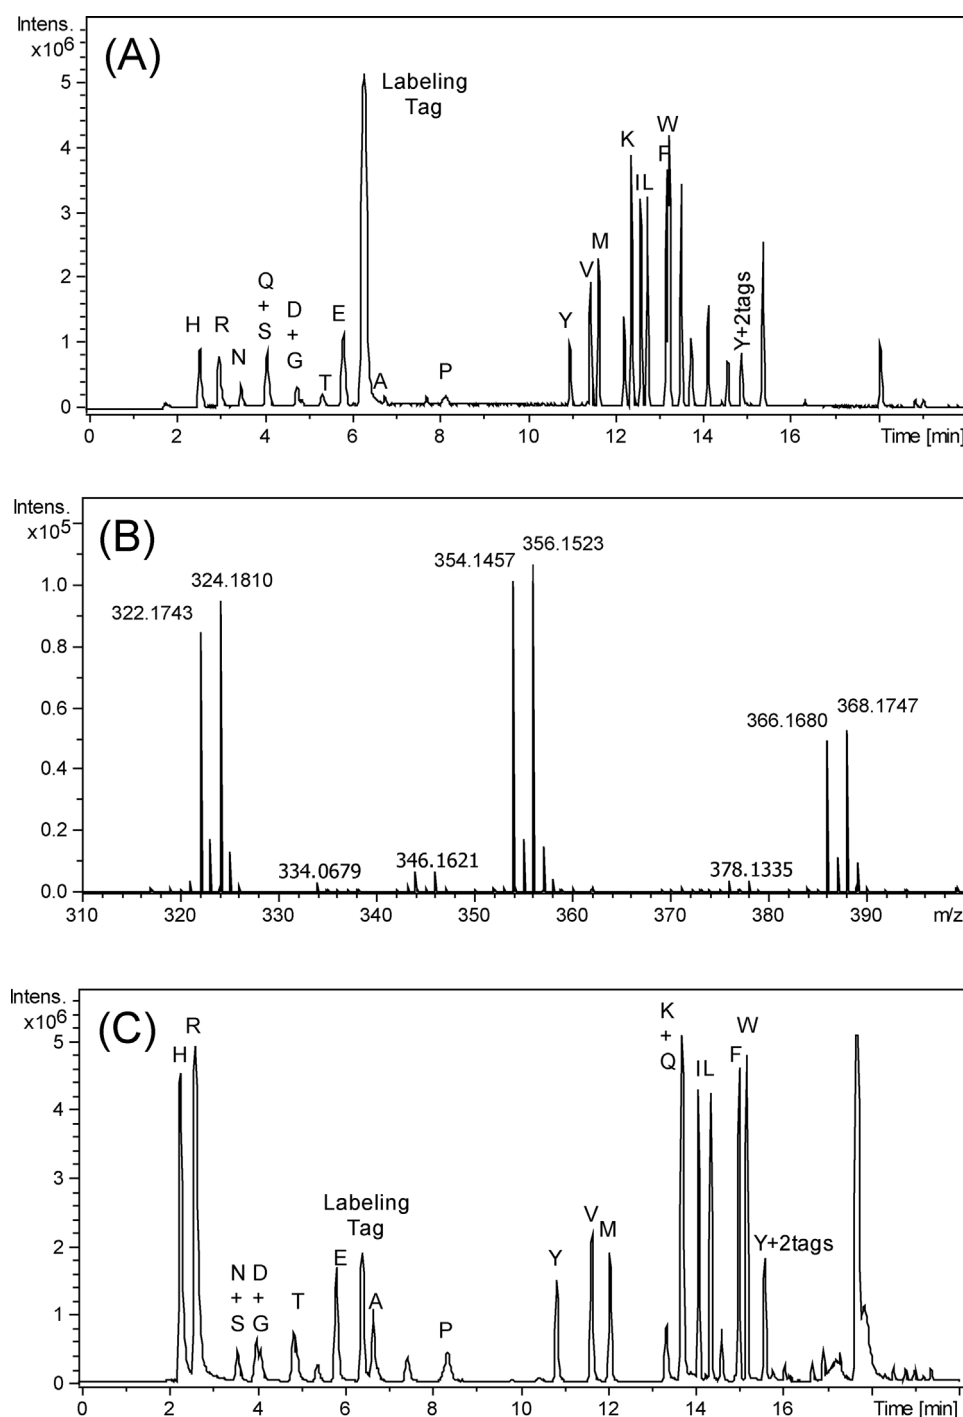 Intens.
x10^6
(A)
Labeling
Tag
5
4
3
2
1
0
H
R
N
Q
+
S
D
+
G
T
E
A
P
Y
V
M
K
I L
W
F
Y+2tags
0 2 4 6 8 10 12 14 16 Time [min]
Intens.
x10^5
(B)
1.0
0.8
0.6
0.4
0.2
0.0
322.1743
324.1810
334.0679
346.1621
354.1457
356.1523
366.1680
368.1747
378.1335
310 330 340 350 360 370 380 390 m/z
Intens.
x10^6
(C)
5
4
3
2
1
0
H
R
N
+
S
D
+
G
T
E
Labeling
Tag
A
P
Y
V
M
K
+
Q
I L
F
W
Y+2tags
0 2 4 6 8 10 12 14 16 Time [min]